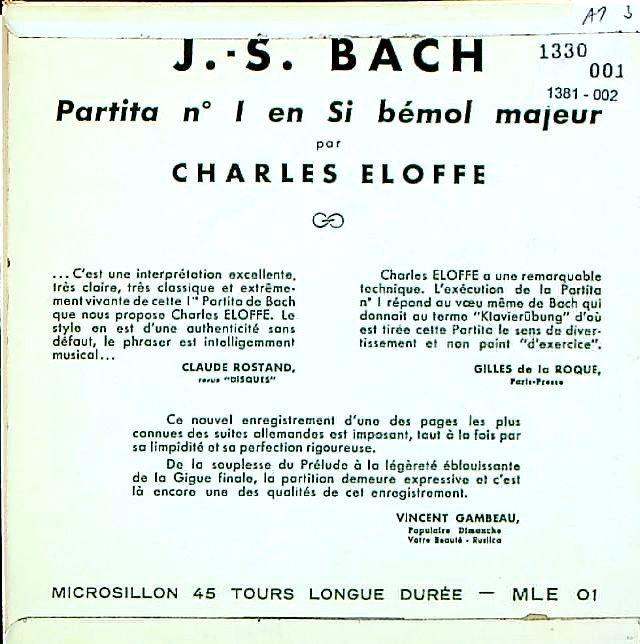 A1 3
J.-S. BACH
1330
001
1381 - 002
Partita n° I en Si bémol majeur
par
CHARLES ELOFFE
...C'est une interprétation excellente,
très claire, très classique et extrême-
ment vivante de cette 1re Partita de Bach
que nous propose Charles ELOFFE. Le
style en est d'une authenticité sans
défaut, le phraser est intelligemment
musical...
CLAUDE ROSTAND,
revue "DISQUES"
Charles ELOFFE a une remarquable
technique. L'exécution de la Partita
n° I répond au vœu même de Bach qui
donnait au terme "Klavierübung" d'où
est tirée cette Partita le sens de diver-
tissement et non point "d'exercice".
GILLES de la ROQUE,
Paris-Presse
Ce nouvel enregistrement d'une des pages les plus
connues des suites allemandes est imposant, tant à la fois par
sa limpidité et sa perfection rigoureuse.
De la souplesse du Prélude à la légèreté éblouissante
de la Gigue finale, la partition demeure expressive et c'est
là encore une des qualités de cet enregistrement.
VINCENT GAMBEAU,
Populaire Dimanche
Votre Beauté - Rustica
MICROSILLON 45 TOURS LONGUE DURÉE — MLE 01